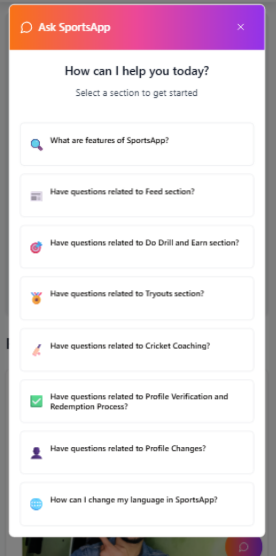 Ask SportsApp
How can I help you today?
Select a section to get started
What are features of SportsApp?
Have questions related to Feed section?
Have questions related to Do Drill and Earn section?
Have questions related to Tryouts section?
Have questions related to Cricket Coaching?
Have questions related to Profile Verification and
Redemption Process?
Have questions related to Profile Changes?
How can I change my language in SportsApp?